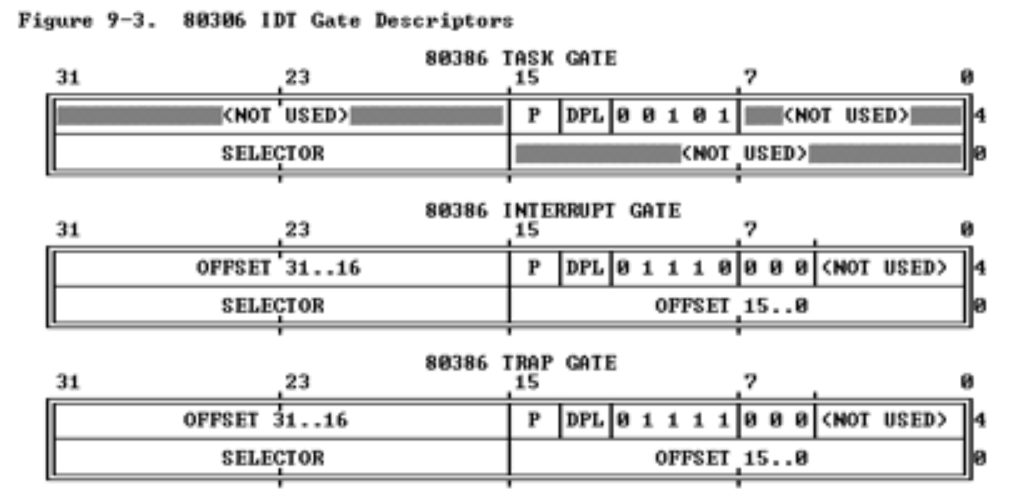 Figure 9-3.  80306 IDT Gate Descriptors
80386 TASK GATE
31 23 15 7 0
(NOT USED) P DPL 0 0 1 0 1 (NOT USED) 4
SELECTOR (NOT USED) 0
80386 INTERRUPT GATE
31 23 15 7 0
OFFSET 31..16 P DPL 0 1 1 1 0 0 0 0 (NOT USED) 4
SELECTOR OFFSET 15..0 0
80386 TRAP GATE
31 23 15 7 0
OFFSET 31..16 P DPL 0 1 1 1 1 0 0 0 (NOT USED) 4
SELECTOR OFFSET 15..0 0